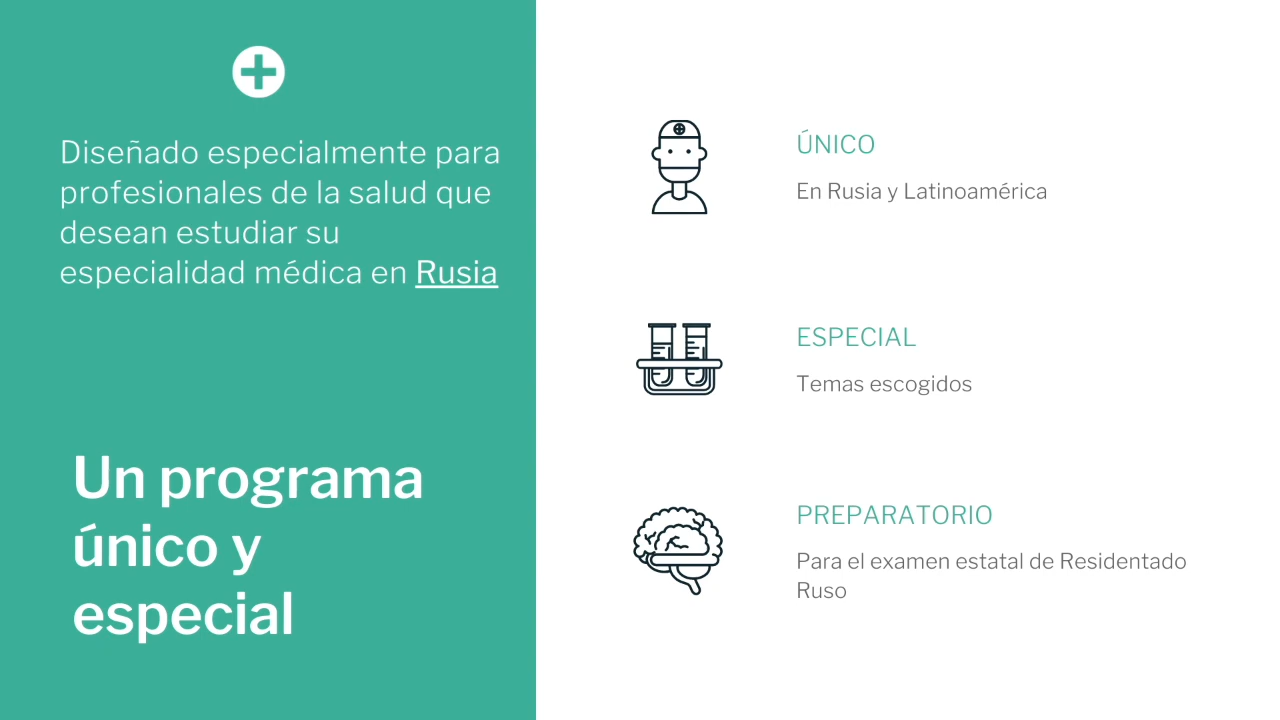 Diseñado especialmente para
profesionales de la salud que
desean estudiar su
especialidad médica en Rusia
Un programa
único y
especial
ÚNICO
En Rusia y Latinoamérica
ESPECIAL
Temas escogidos
PREPARATORIO
Para el examen estatal de Residentado
Ruso